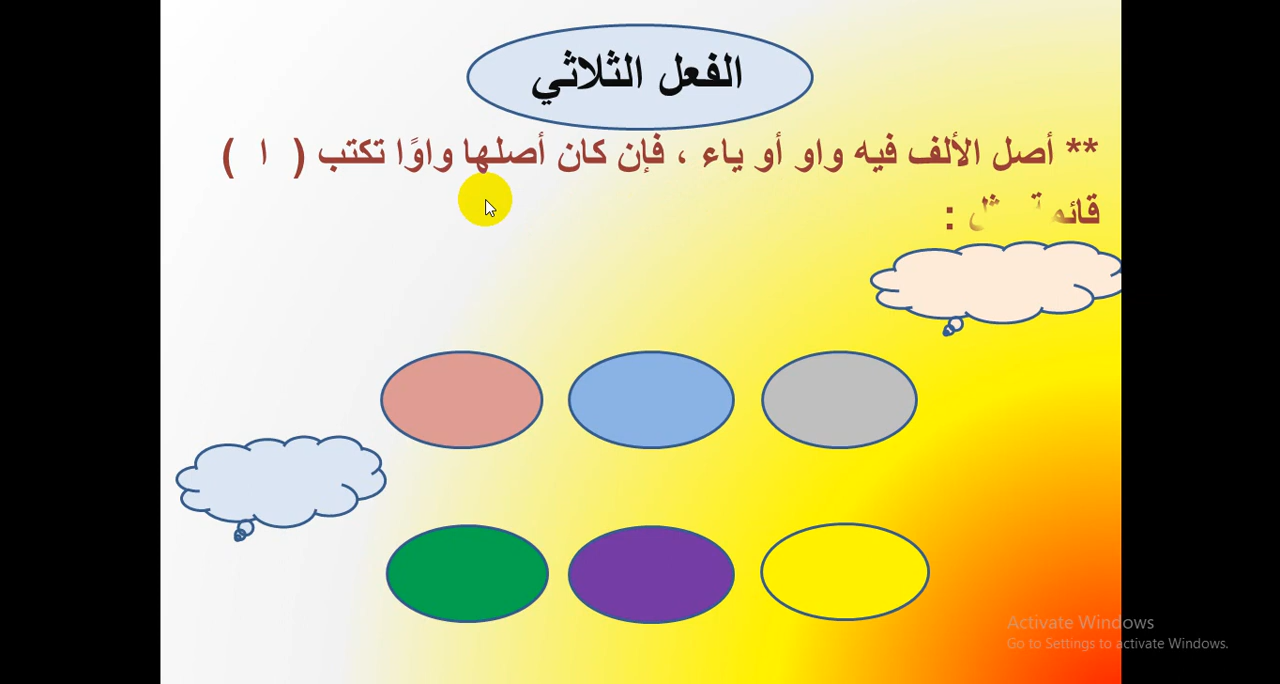 الفعل الثلاثي
** أصل الألف فيه واو أو ياء ، فإن كان أصلها واوًا تكتب ( ا )
:
Activate Windows
Go to Settings to activate Windows.